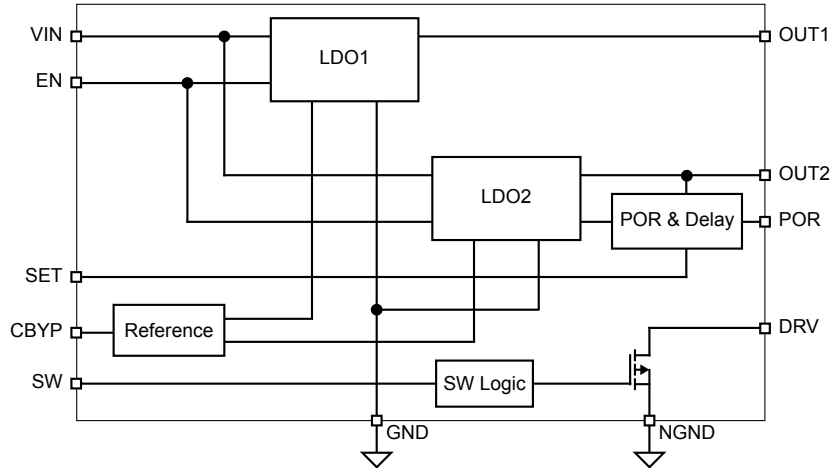 VIN
LDO1
OUT1
EN
LDO2
OUT2
POR & Delay
POR
SET
CBYP
Reference
DRV
SW
SW Logic
GND
NGND